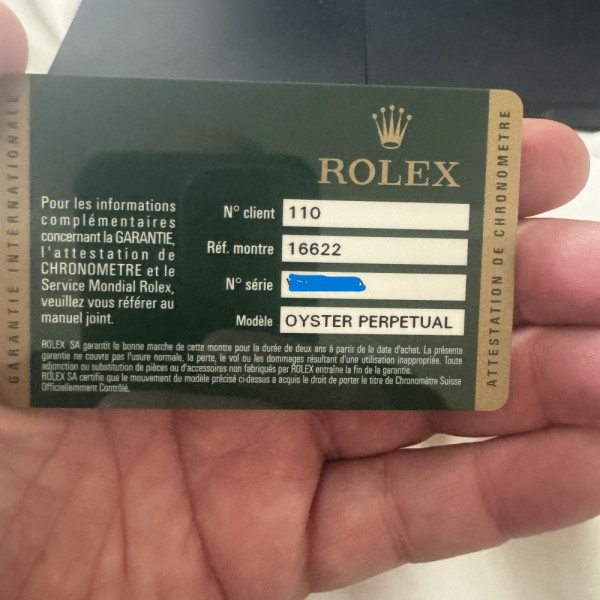 ROLEX
GARANTIE INTERNATIONALE
Pour les informations
complémentaires
concernant la GARANTIE,
l'attestation de
CHRONOMETRE et le
Service Mondial Rolex,
veuillez vous référer au
manuel joint.
N° client 110
Réf. montre 16622
N° série
Modèle OYSTER PERPETUAL
ATTESTATION DE CHRONOMETRE
ROLEX SA garantit la bonne marche de cette montre pour la durée de deux ans à partir de la date d'achat. La présente
garantie ne couvre pas l'usure normale, la perte, le vol ou les dommages résultant d'une utilisation inappropriée. Toute
adjonction ou substitution de pièces ou d'accessoires non fabriqués par ROLEX entraîne la fin de la garantie.
ROLEX SA certifie que le mouvement du modèle précisé ci-dessus a acquis le droit de porter le titre de Chronomètre Suisse
Officiellement Contrôlé.